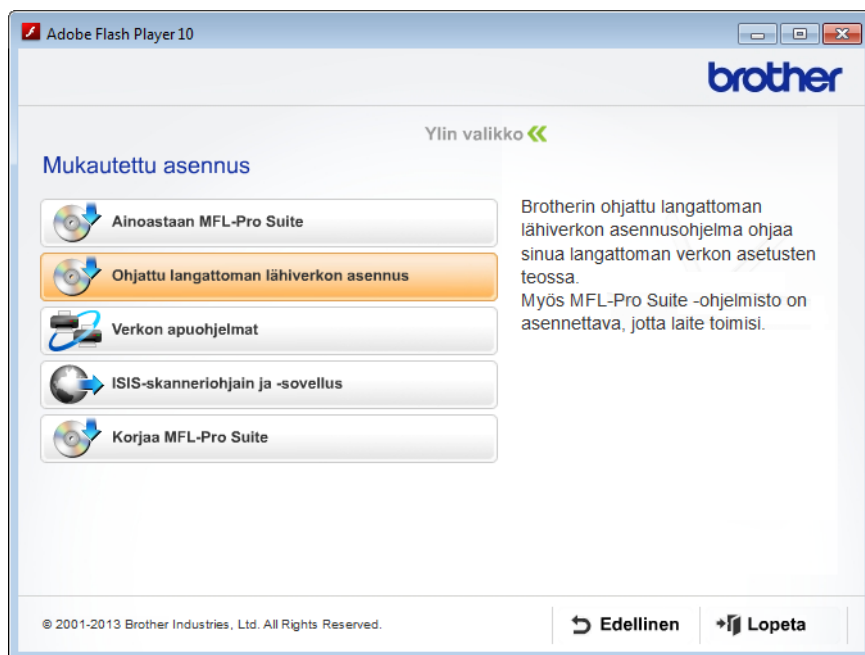 Adobe Flash Player 10
brother
Ylin valikko
Mukautettu asennus
Ainoastaan MFL-Pro Suite
Ohjattu langattoman lähiverkon asennus
Verkon apuohjelmat
ISIS-skanneriohjain ja -sovellus
Korjaa MFL-Pro Suite
Brotherin ohjattu langattoman
lähiverkon asennusohjelma ohjaa
sinua langattoman verkon asetusten
teossa.
Myös MFL-Pro Suite -ohjelmisto on
asennettava, jotta laite toimisi.
© 2001-2013 Brother Industries, Ltd. All Rights Reserved.
Edellinen
Lopeta